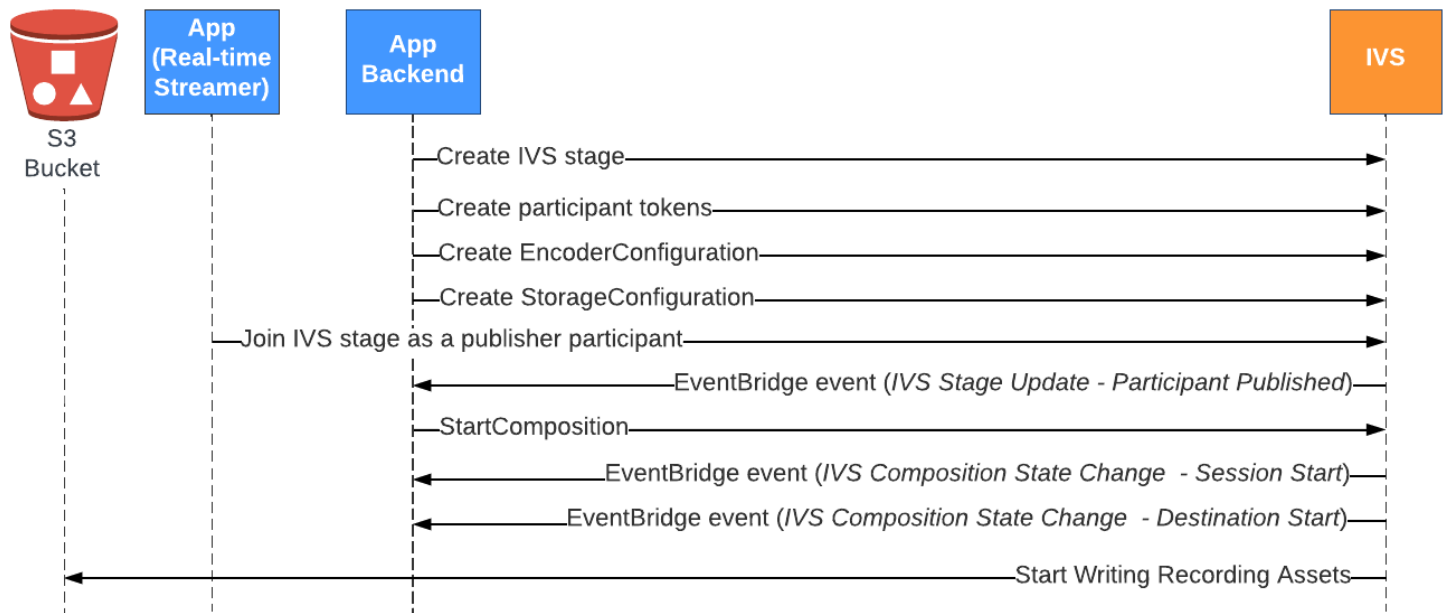 App
(Real-time
Streamer)
App
Backend
IVS
S3
Bucket
Create IVS stage
Create participant tokens
Create EncoderConfiguration
Create StorageConfiguration
Join IVS stage as a publisher participant
EventBridge event (IVS Stage Update - Participant Published)
StartComposition
EventBridge event (IVS Composition State Change  - Session Start)
EventBridge event (IVS Composition State Change  - Destination Start)
Start Writing Recording Assets